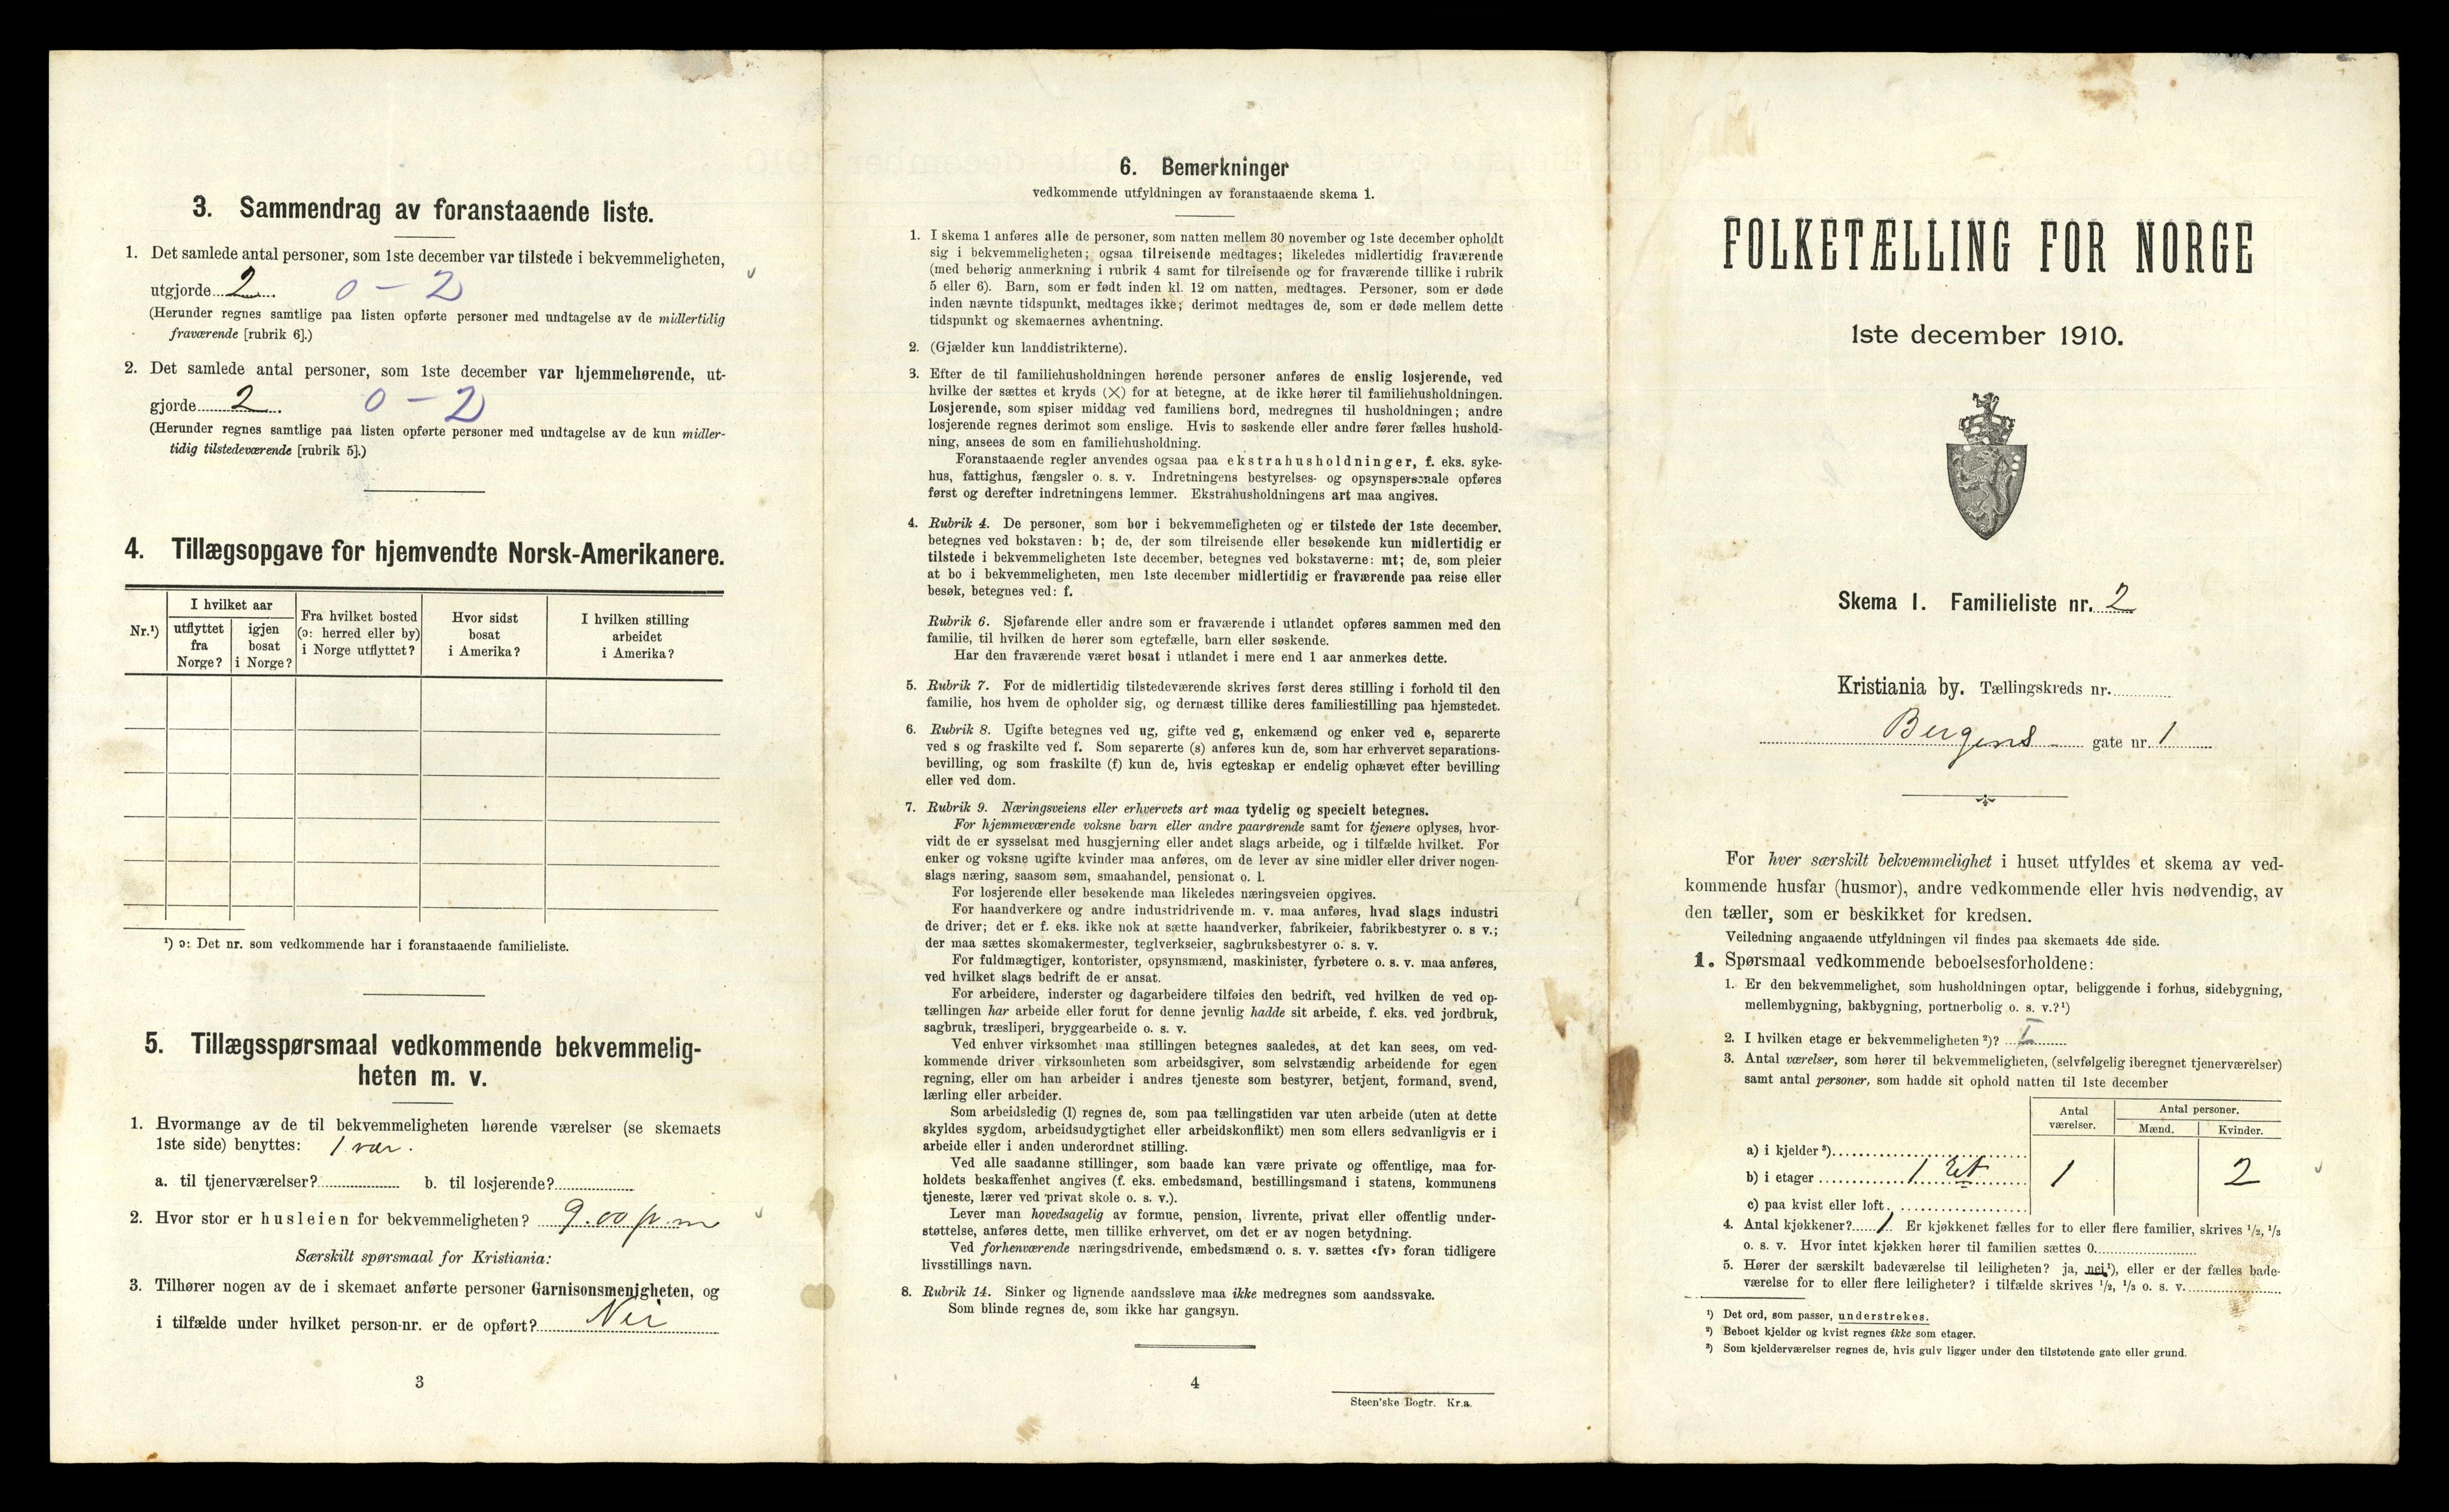 3. Sammendrag av foranstaaende liste.
1. Det samlede antal personer, som 1ste december var tilstede i bekvemmeligheten,
utgjorde 2. 0 – 2
(Herunder regnes samtlige paa listen opførte personer med undtagelse av de midlertidig
fraværende [rubrik 6].)
2. Det samlede antal personer, som 1ste december var hjemmehørende, ut-
gjorde 2. 0 – 2
(Herunder regnes samtlige paa listen opførte personer med undtagelse av de kun midler-
tidig tilstedeværende [rubrik 5].)
4. Tillægsopgave for hjemvendte Norsk-Amerikanere.
Nr.¹)
I hvilket aar
utflyttet
fra
Norge?
igjen
bosat
i Norge?
Fra hvilket bosted
(ɔ: herred eller by)
i Norge utflyttet?
Hvor sidst
bosat
i Amerika?
I hvilken stilling
arbeidet
i Amerika?
¹) ɔ: Det nr. som vedkommende har i foranstaaende familieliste.
5. Tillægsspørsmaal vedkommende bekvemmelig-
heten m. v.
1. Hvormange av de til bekvemmeligheten hørende værelser (se skemaets
1ste side) benyttes: 1 vær.
a. til tjenerværelser? b. til losjerende?
2. Hvor stor er husleien for bekvemmeligheten? 9.00 p.m
Særskilt spørsmaal for Kristiania:
3. Tilhører nogen av de i skemaet anførte personer Garnisonsmenigheten, og
i tilfælde under hvilket person-nr. er de opført? Nei
3
6. Bemerkninger
vedkommende utfyldningen av foranstaaende skema 1.
1. I skema 1 anføres alle de personer, som natten mellem 30 november og 1ste december opholdt
sig i bekvemmeligheten; ogsaa tilreisende medtages; likeledes midlertidig fraværende
(med behørig anmerkning i rubrik 4 samt for tilreisende og for fraværende tillike i rubrik
5 eller 6). Barn, som er født inden kl. 12 om natten, medtages. Personer, som er døde
inden nævnte tidspunkt, medtages ikke; derimot medtages de, som er døde mellem dette
tidspunkt og skemaernes avhentning.
2. (Gjælder kun landdistrikterne).
3. Efter de til familiehusholdningen hørende personer anføres de enslig losjerende, ved
hvilke der sættes et kryds (×) for at betegne, at de ikke hører til familiehusholdningen.
Losjerende, som spiser middag ved familiens bord, medregnes til husholdningen; andre
losjerende regnes derimot som enslige. Hvis to søskende eller andre fører fælles hushold-
ning, ansees de som en familiehusholdning.
Foranstaaende regler anvendes ogsaa paa ekstrahusholdninger, f. eks. syke-
hus, fattighus, fængsler o. s. v. Indretningens bestyrelses- og opsynspersonale opføres
først og derefter indretningens lemmer. Ekstrahusholdningens art maa angives.
4. Rubrik 4. De personer, som bor i bekvemmeligheten og er tilstede der 1ste december,
betegnes ved bokstaven: b; de, der som tilreisende eller besøkende kun midlertidig er
tilstede i bekvemmeligheten 1ste december, betegnes ved bokstaverne: mt; de, som pleier
at bo i bekvemmeligheten, men 1ste december midlertidig er fraværende paa reise eller
besøk, betegnes ved: f.
Rubrik 6. Sjøfarende eller andre som er fraværende i utlandet opføres sammen med den
familie, til hvilken de hører som egtefælle, barn eller søskende.
Har den fraværende været bosat i utlandet i mere end 1 aar anmerkes dette.
5. Rubrik 7. For de midlertidig tilstedeværende skrives først deres stilling i forhold til den
familie, hos hvem de opholder sig, og dernæst tillike deres familiestilling paa hjemstedet.
6. Rubrik 8. Ugifte betegnes ved ug, gifte ved g, enkemænd og enker ved e, separerte
ved s og fraskilte ved f. Som separerte (s) anføres kun de, som har erhvervet separations-
bevilling, og som fraskilte (f) kun de, hvis egteskap er endelig ophævet efter bevilling
eller ved dom.
7. Rubrik 9. Næringsveiens eller erhvervets art maa tydelig og specielt betegnes.
For hjemmeværende voksne barn eller andre paarørende samt for tjenere oplyses, hvor-
vidt de er sysselsat med husgjerning eller andet slags arbeide, og i tilfælde hvilket. For
enker og voksne ugifte kvinder maa anføres, om de lever av sine midler eller driver nogen-
slags næring, saasom søm, smaahandel, pensionat o. l.
For losjerende eller besøkende maa likeledes næringsveien opgives.
For haandverkere og andre industridrivende m. v. maa anføres, hvad slags industri
de driver; det er f. eks. ikke nok at sætte haandverker, fabrikeier, fabrikbestyrer o. s v.;
der maa sættes skomakermester, teglverkseier, sagbruksbestyrer o. s. v.
For fuldmægtiger, kontorister, opsynsmænd, maskinister, fyrbøtere o. s. v. maa anføres,
ved hvilket slags bedrift de er ansat.
For arbeidere, inderster og dagarbeidere tilføies den bedrift, ved hvilken de ved op-
tællingen har arbeide eller forut for denne jevnlig hadde sit arbeide, f. eks. ved jordbruk,
sagbruk, træsliperi, bryggearbeide o. s. v.
Ved enhver virksomhet maa stillingen betegnes saaledes, at det kan sees, om ved-
kommende driver virksomheten som arbeidsgiver, som selvstændig arbeidende for egen
regning, eller om han arbeider i andres tjeneste som bestyrer, betjent, formand, svend,
lærling eller arbeider.
Som arbeidsledig (l) regnes de, som paa tællingstiden var uten arbeide (uten at dette
skyldes sygdom, arbeidsudygtighet eller arbeidskonflikt) men som ellers sedvanligvis er i
arbeide eller i anden underordnet stilling.
Ved alle saadanne stillinger, som baade kan være private og offentlige, maa for-
holdets beskaffenhet angives (f. eks. embedsmand, bestillingsmand i statens, kommunens
tjeneste, lærer ved privat skole o. s. v.).
Lever man hovedsagelig av formue, pension, livrente, privat eller offentlig under-
støttelse, anføres dette, men tillike erhvervet, om det er av nogen betydning.
Ved forhenværende næringsdrivende, embedsmænd o. s. v. sættes «fv» foran tidligere
livsstillings navn.
8. Rubrik 14. Sinker og lignende aandssløve maa ikke medregnes som aandssvake.
Som blinde regnes de, som ikke har gangsyn.
4
Steen'ske Bogtr. Kr.a.
FOLKETÆLLING FOR NORGE
1ste december 1910.
Skema 1. Familieliste nr. 2
Kristiania by. Tællingskreds nr.
Bergens gate nr. 1
For hver særskilt bekvemmelighet i huset utfyldes et skema av ved-
kommende husfar (husmor), andre vedkommende eller hvis nødvendig, av
den tæller, som er beskikket for kredsen.
Veiledning angaaende utfyldningen vil findes paa skemaets 4de side.
1. Spørsmaal vedkommende beboelsesforholdene:
1. Er den bekvemmelighet, som husholdningen optar, beliggende i forhus, sidebygning,
mellembygning, bakbygning, portnerbolig o. s. v.?¹)
2. I hvilken etage er bekvemmeligheten²)? I
3. Antal værelser, som hører til bekvemmeligheten, (selvfølgelig iberegnet tjenerværelser)
samt antal personer, som hadde sit ophold natten til 1ste december
Antal
værelser.
Antal personer.
Mænd. Kvinder.
a) i kjelder³)
b) i etager 1 Et 1 2
c) paa kvist eller loft.
4. Antal kjøkkener? 1 Er kjøkkenet fælles for to eller flere familier, skrives ¹/₂, ¹/₃
o. s. v. Hvor intet kjøkken hører til familien sættes 0.
5. Hører der særskilt badeværelse til leiligheten? ja, nei¹), eller er der fælles bade-
værelse for to eller flere leiligheter? i tilfælde skrives ¹/₂, ¹/₃ o. s. v.
¹) Det ord, som passer, understrekes.
²) Beboet kjelder og kvist regnes ikke som etager.
³) Som kjelderværelser regnes de, hvis gulv ligger under den tilstøtende gate eller grund.